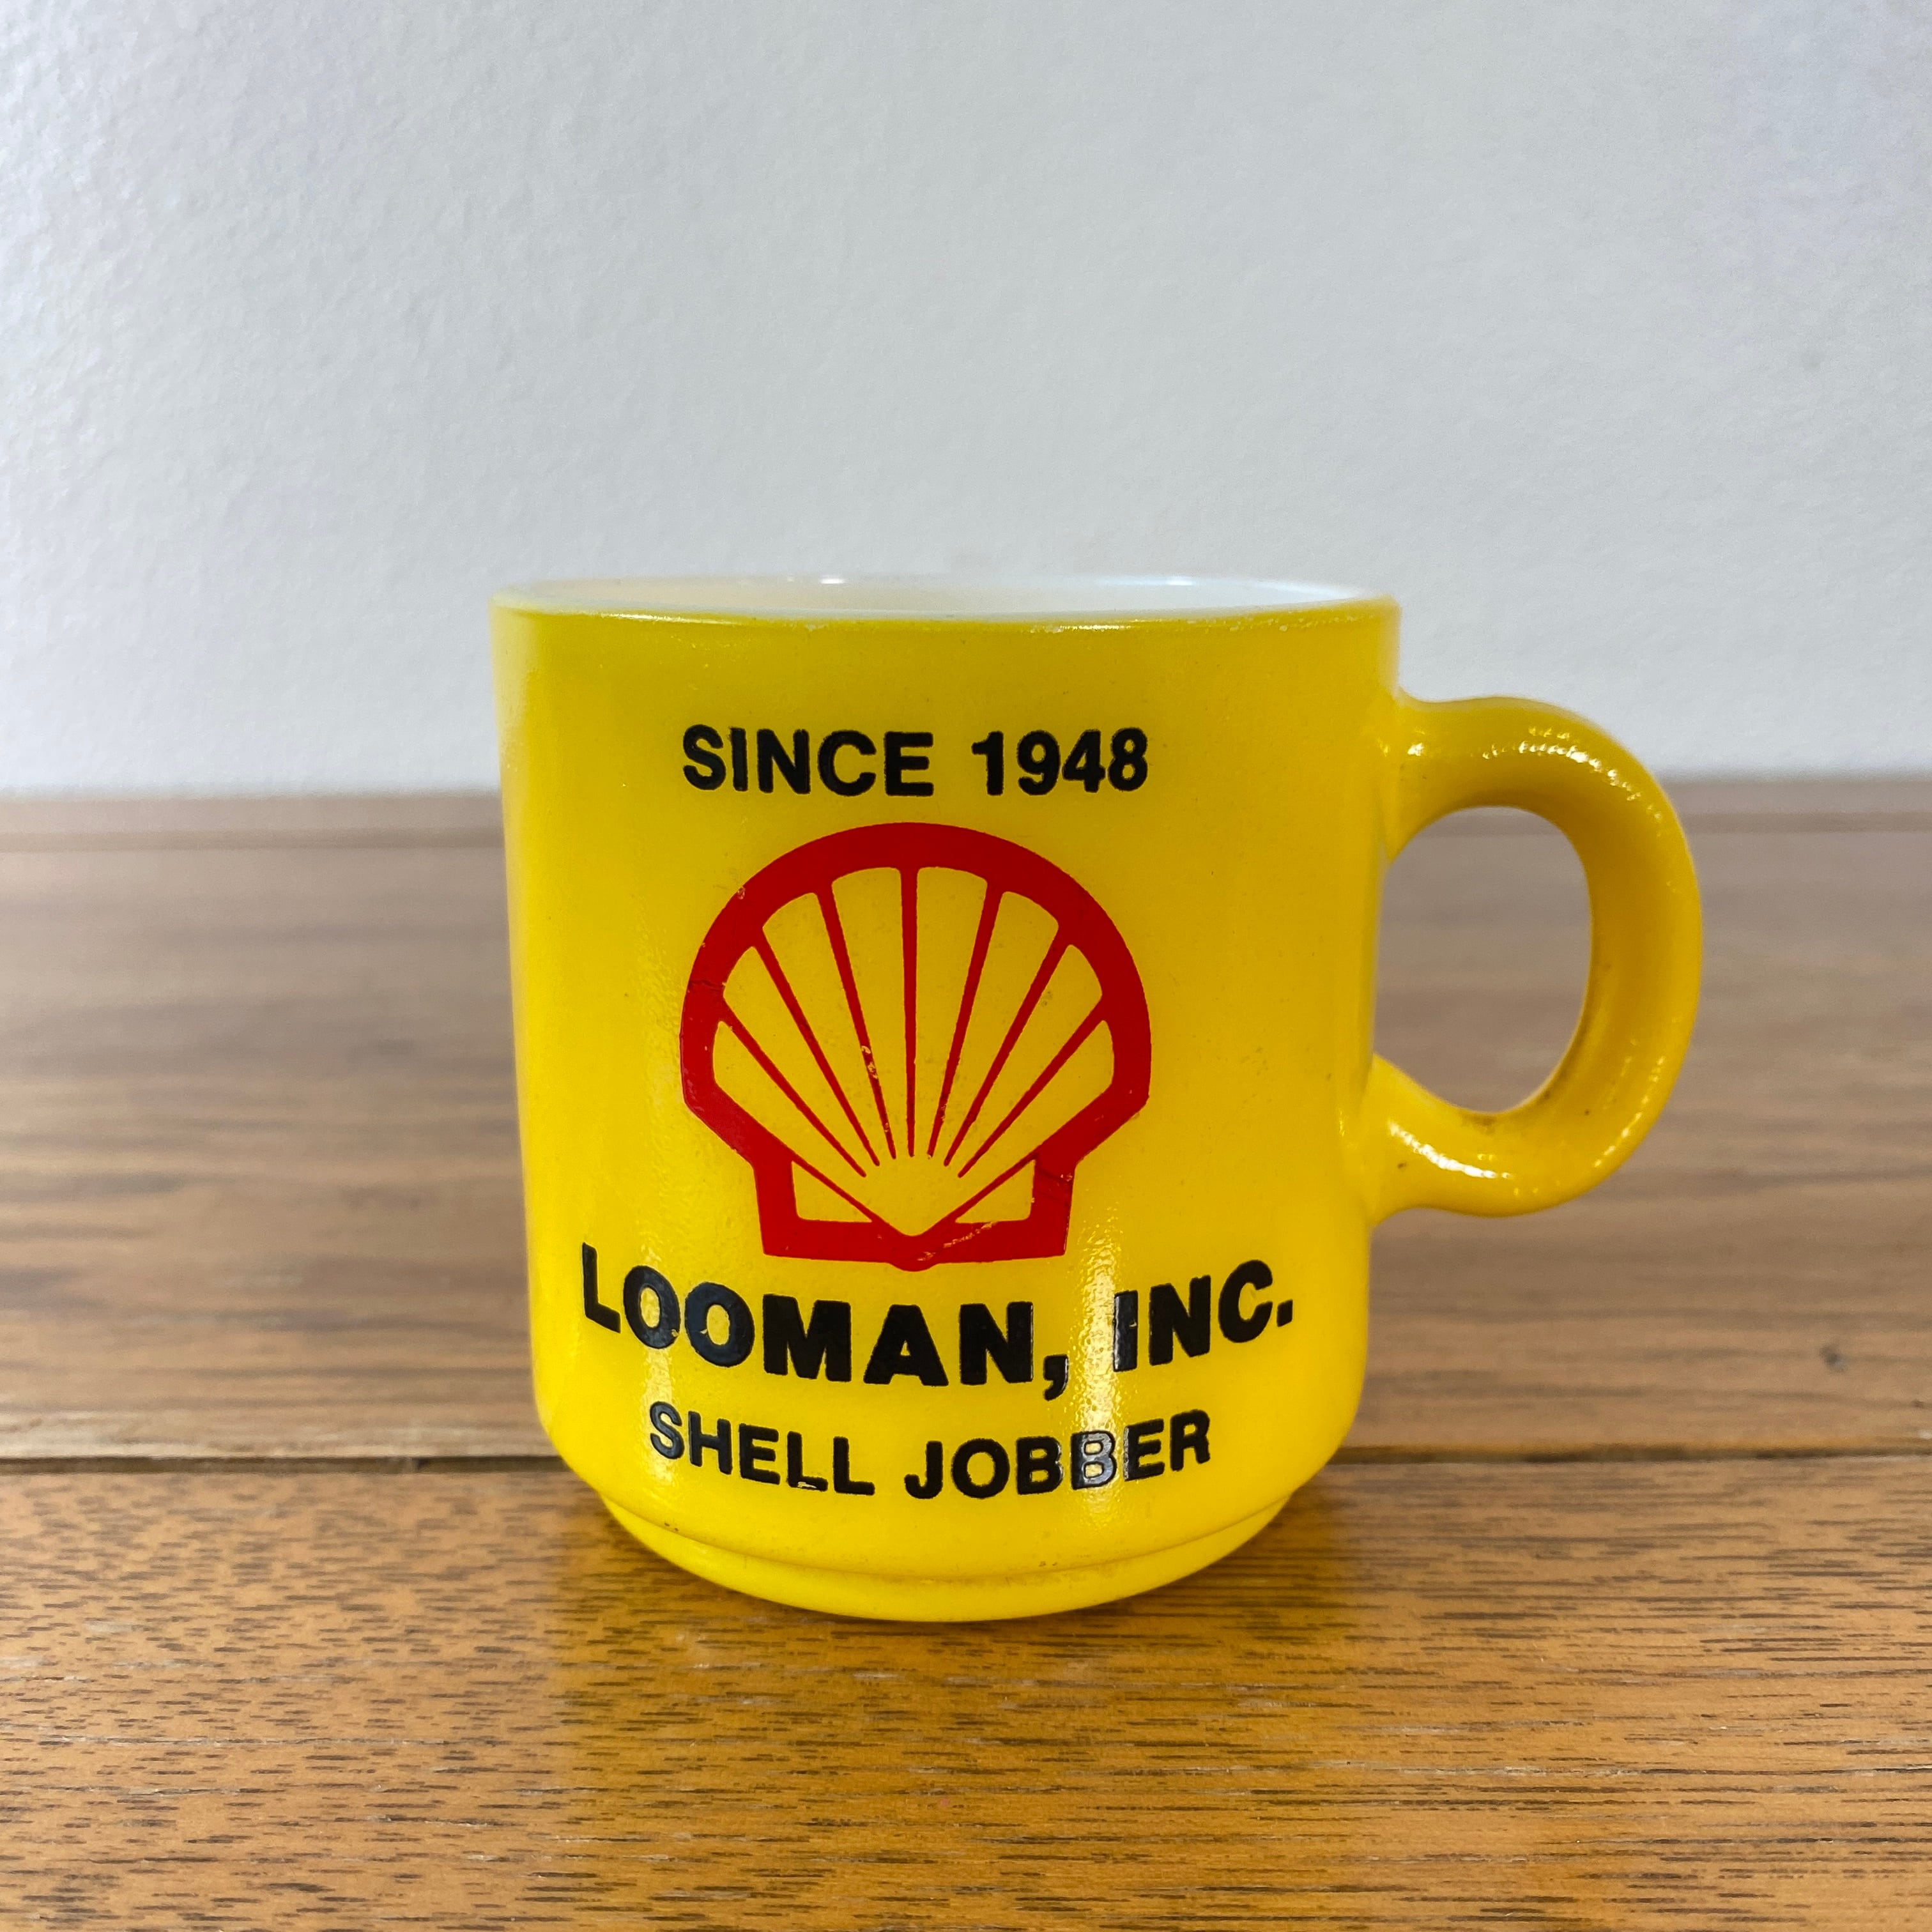 SINCE 1948
LOOMAN, INC.
SHELL JOBBER